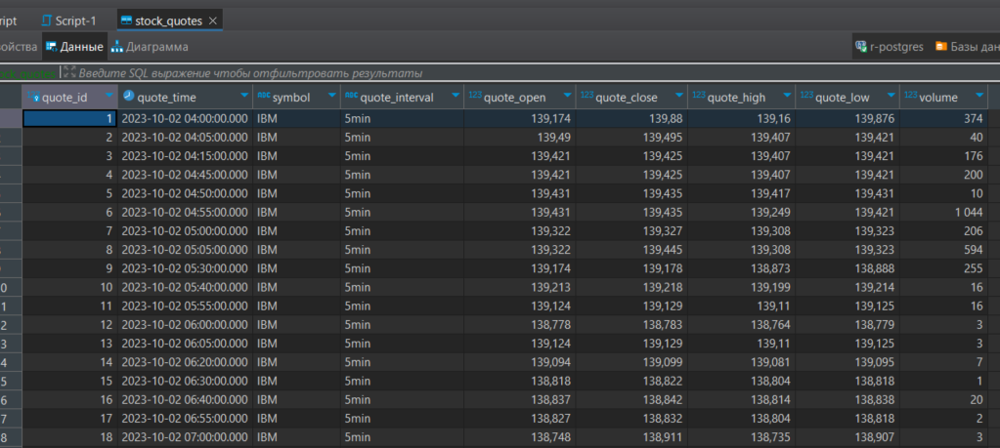 ript Script-1 stock_quotes
ойства Данные Диаграмма r-postgres Базы дан
ock_quotes Введите SQL выражение чтобы отфильтровать результаты
quote_id quote_time ABC symbol ABC quote_interval 123 quote_open 123 quote_close 123 quote_high 123 quote_low 123 volume
1 2023-10-02 04:00:00.000 IBM 5min 139,174 139,88 139,16 139,876 374
2 2023-10-02 04:05:00.000 IBM 5min 139,49 139,495 139,407 139,421 40
3 2023-10-02 04:15:00.000 IBM 5min 139,421 139,425 139,407 139,421 176
4 2023-10-02 04:45:00.000 IBM 5min 139,421 139,425 139,407 139,421 200
5 2023-10-02 04:50:00.000 IBM 5min 139,431 139,435 139,417 139,431 10
6 2023-10-02 04:55:00.000 IBM 5min 139,431 139,435 139,249 139,421 1 044
7 2023-10-02 05:00:00.000 IBM 5min 139,322 139,327 139,308 139,323 206
8 2023-10-02 05:05:00.000 IBM 5min 139,322 139,445 139,308 139,323 594
9 2023-10-02 05:30:00.000 IBM 5min 139,174 139,178 138,873 138,888 255
0 10 2023-10-02 05:40:00.000 IBM 5min 139,213 139,218 139,199 139,214 16
1 11 2023-10-02 05:55:00.000 IBM 5min 139,124 139,129 139,11 139,125 16
2 12 2023-10-02 06:00:00.000 IBM 5min 138,778 138,783 138,764 138,779 3
3 13 2023-10-02 06:05:00.000 IBM 5min 139,124 139,129 139,11 139,125 3
4 14 2023-10-02 06:20:00.000 IBM 5min 139,094 139,099 139,081 139,095 7
5 15 2023-10-02 06:30:00.000 IBM 5min 138,818 138,822 138,804 138,818 1
6 16 2023-10-02 06:40:00.000 IBM 5min 138,837 138,842 138,814 138,838 20
7 17 2023-10-02 06:55:00.000 IBM 5min 138,827 138,832 138,804 138,818 2
8 18 2023-10-02 07:00:00.000 IBM 5min 138,748 138,911 138,735 138,907 3